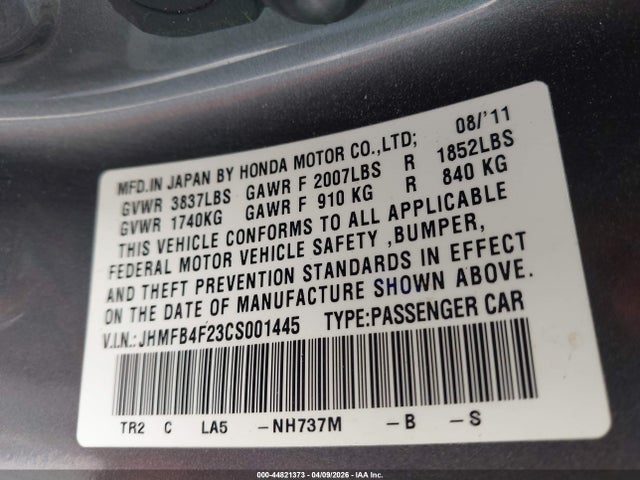 MFD.IN JAPAN BY HONDA MOTOR CO.,LTD; 08/'11
GVWR 3837LBS GAWR F 2007LBS R 1852LBS
GVWR 1740KG GAWR F 910 KG R 840 KG
THIS VEHICLE CONFORMS TO ALL APPLICABLE
FEDERAL MOTOR VEHICLE SAFETY ,BUMPER,
AND THEFT PREVENTION STANDARDS IN EFFECT
ON THE DATE OF MANUFACTURE SHOWN ABOVE.
V.I.N.:JHMFB4F23CS001445 TYPE:PASSENGER CAR
TR2 C LA5 -NH737M -B -S
000-44821373 | 04/09/2026 | IAA Inc.